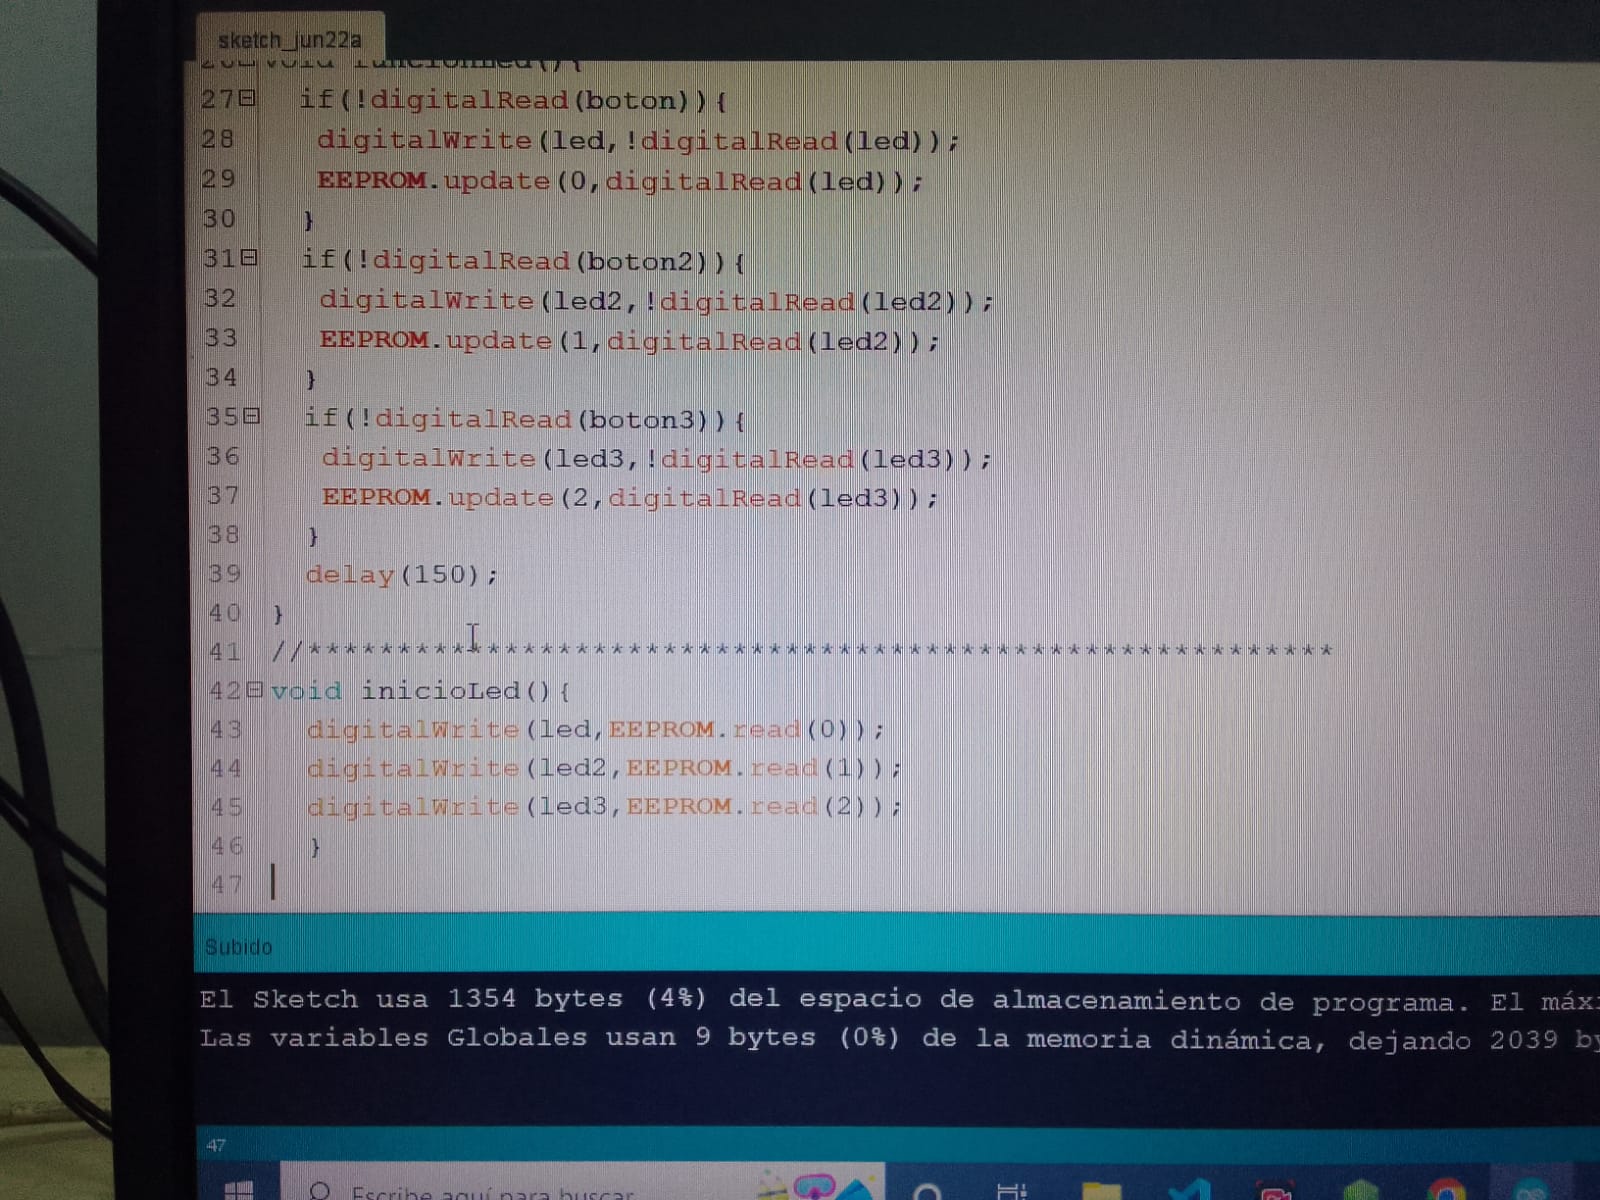 sketch_jun22a
27 if(!digitalRead(boton)){
28 digitalWrite(led,!digitalRead(led));
29 EEPROM.update(0,digitalRead(led));
30 }
31 if(!digitalRead(boton2)){
32 digitalWrite(led2,!digitalRead(led2));
33 EEPROM.update(1,digitalRead(led2));
34 }
35 if(!digitalRead(boton3)){
36 digitalWrite(led3,!digitalRead(led3));
37 EEPROM.update(2,digitalRead(led3));
38 }
39 delay(150);
40 }
41 //***********************************************************
42 void inicioLed(){
43 digitalWrite(led,EEPROM.read(0));
44 digitalWrite(led2,EEPROM.read(1));
45 digitalWrite(led3,EEPROM.read(2));
46 }
47
Subido
El Sketch usa 1354 bytes (4%) del espacio de almacenamiento de programa. El
Las variables Globales usan 9 bytes (0%) de la memoria dinámica, dejando 2039
47
Escribe aquí para buscar